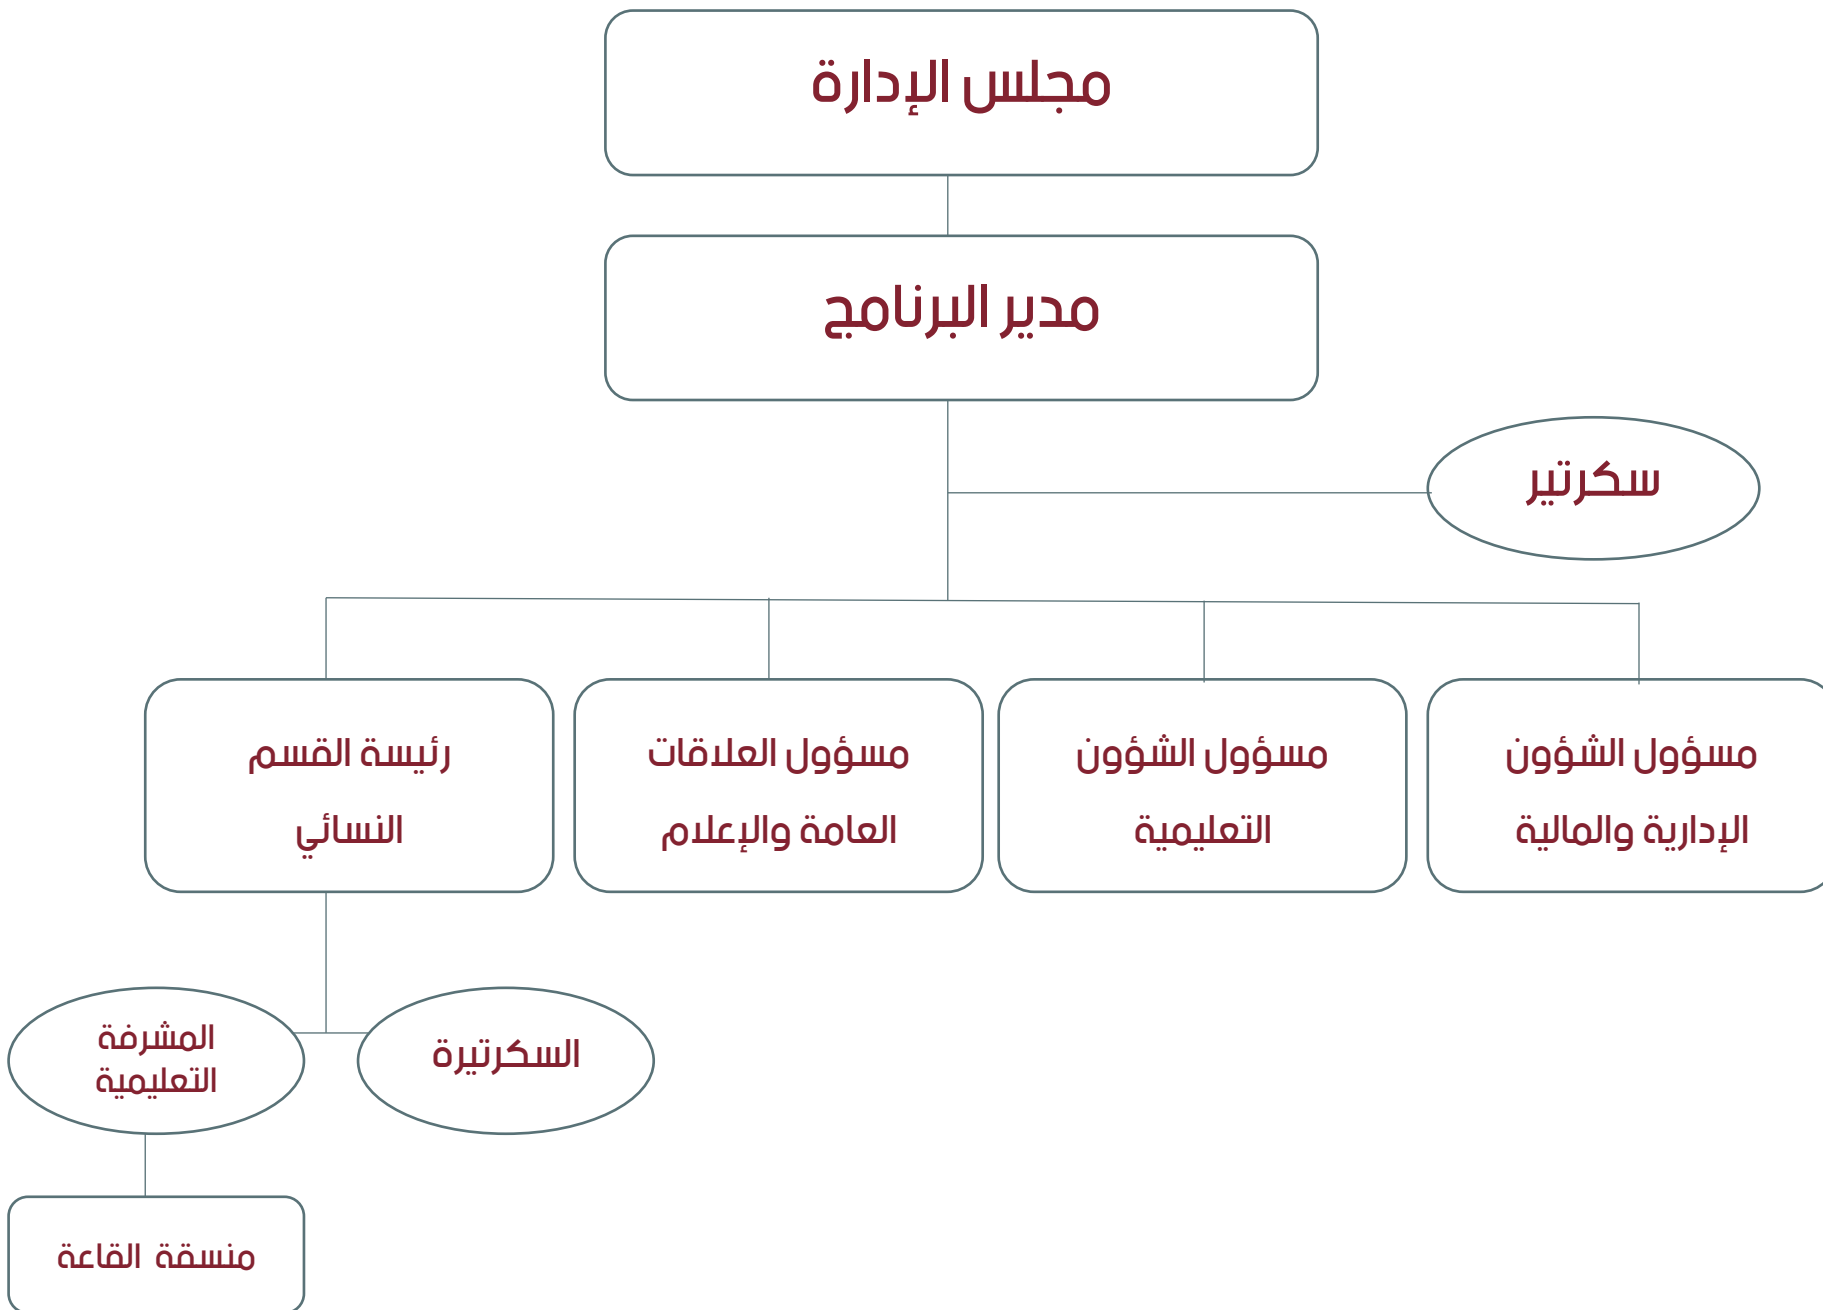 مجلس الإدارة
مدير البرنامج
سكرتير
مسؤول الشؤون
الإدارية والمالية
مسؤول الشؤون
التعليمية
مسؤول العلاقات
العامة والإعلام
رئيسة القسم
النسائي
السكرتيرة
المشرفة
التعليمية
منسقة القاعة